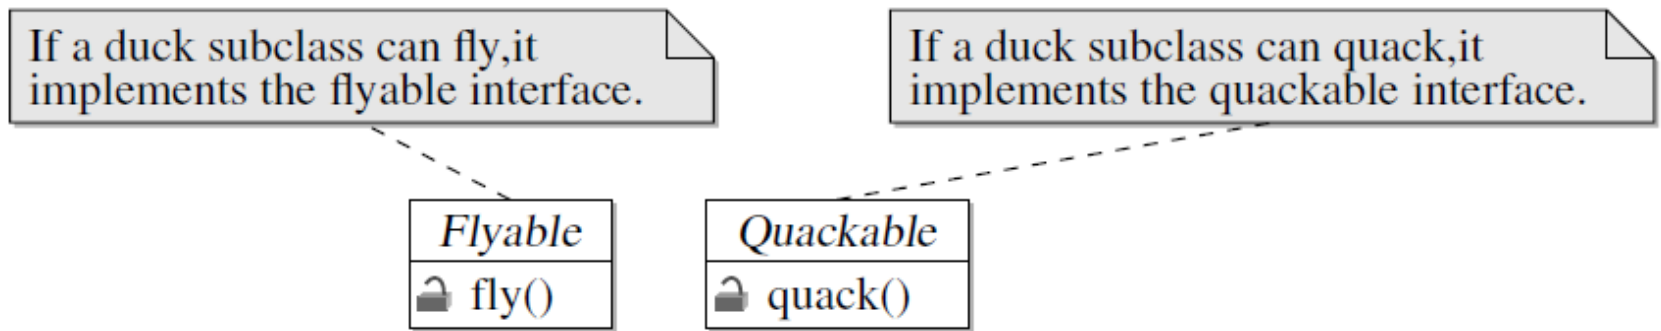 If a duck subclass can fly,it
implements the flyable interface.
If a duck subclass can quack,it
implements the quackable interface.
Flyable
fly()
Quackable
quack()